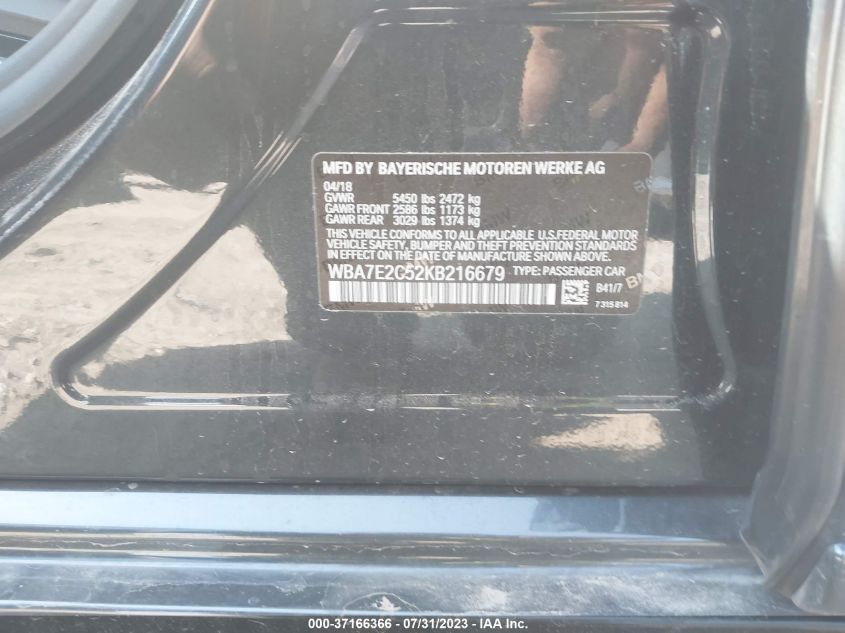 MFD BY BAYERISCHE MOTOREN WERKE AG
04/18
GVWR 5450 lbs 2472 kg
GAWR FRONT 2586 lbs 1173 kg
GAWR REAR 3029 lbs 1374 kg
THIS VEHICLE CONFORMS TO ALL APPLICABLE U.S.FEDERAL MOTOR
VEHICLE SAFETY, BUMPER AND THEFT PREVENTION STANDARDS
IN EFFECT ON THE DATE OF MANUFACTURE SHOWN ABOVE.
WBA7E2C52KB216679 TYPE: PASSENGER CAR
B41/7
7315814
000-37166366 - 07/31/2023 - IAA Inc.